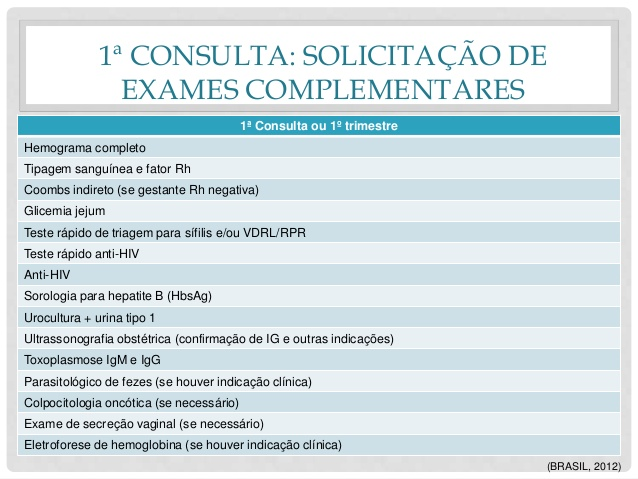 1ª CONSULTA: SOLICITAÇÃO DE
EXAMES COMPLEMENTARES
1ª Consulta ou 1º trimestre
Hemograma completo
Tipagem sanguínea e fator Rh
Coombs indireto (se gestante Rh negativa)
Glicemia jejum
Teste rápido de triagem para sífilis e/ou VDRL/RPR
Teste rápido anti-HIV
Anti-HIV
Sorologia para hepatite B (HbsAg)
Urocultura + urina tipo 1
Ultrassonografia obstétrica (confirmação de IG e outras indicações)
Toxoplasmose IgM e IgG
Parasitológico de fezes (se houver indicação clínica)
Colpocitologia oncótica (se necessário)
Exame de secreção vaginal (se necessário)
Eletroforese de hemoglobina (se houver indicação clínica)
(BRASIL, 2012)